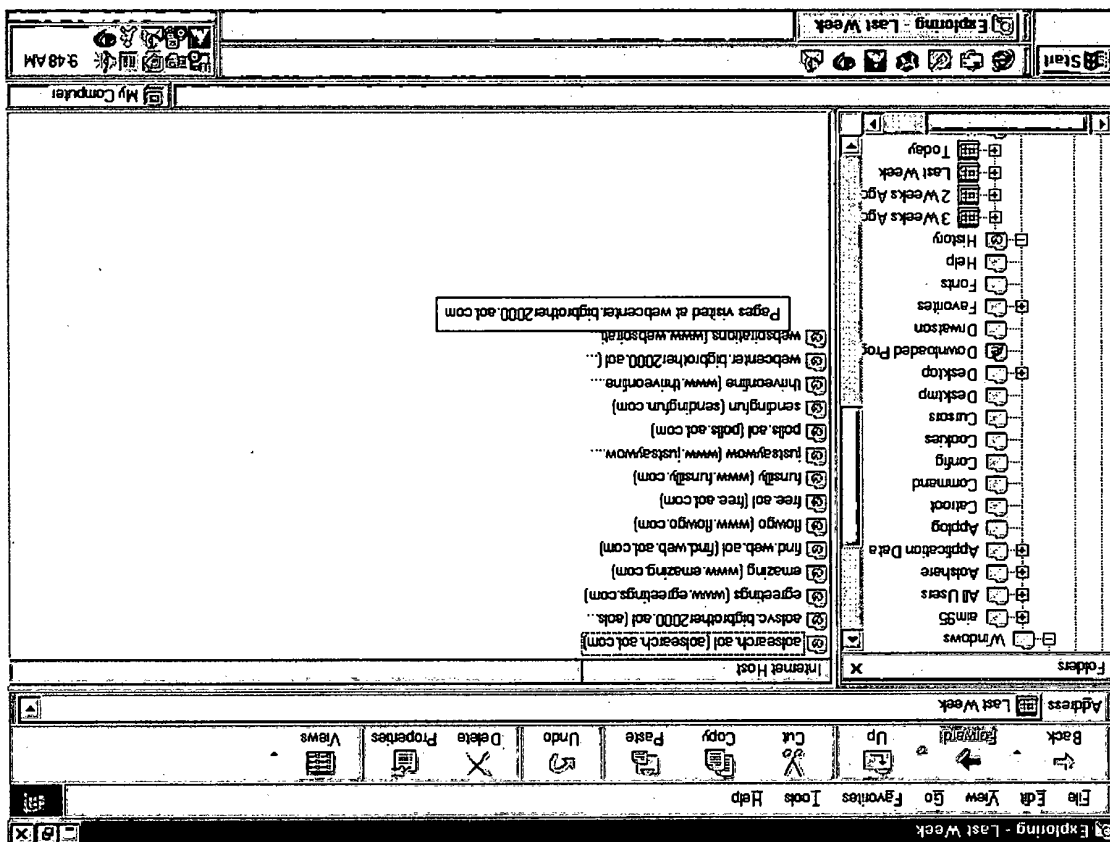 Exploring - Last Week
File Edit View Go Favorites Tools Help
Back Forward Up Cut Copy Paste Undo Delete Properties Views
Address Last Week
Folders
Windows
aim95
All Users
Aolshare
Application Data
Applog
Catroot
Command
Config
Cookies
Cursors
Desktmp
Desktop
Downloaded Prog
Drwatson
Favorites
Fonts
Help
History
3 Weeks Ago
2 Weeks Ago
Last Week
Today
Internet Host
aolsearch.aol (aolsearch.aol.com)
aolsvc.bigbrother2000.aol (aols...
egreetings (www.egreetings.com)
emazing (www.emazing.com)
find.web.aol (find.web.aol.com)
flowgo (www.flowgo.com)
free.aol (free.aol.com)
funsilly (www.funsilly.com)
justsaywow (www.justsaywow....
polls.aol (polls.aol.com)
sendingfun (sendingfun.com)
thriveonline (www.thriveonline....
webcenter.bigbrother2000.aol (...
webspirations (www.webspirati...
Pages visited at webcenter.bigbrother2000.aol.com
My Computer
Start
9:48 AM
Exploring - Last Week